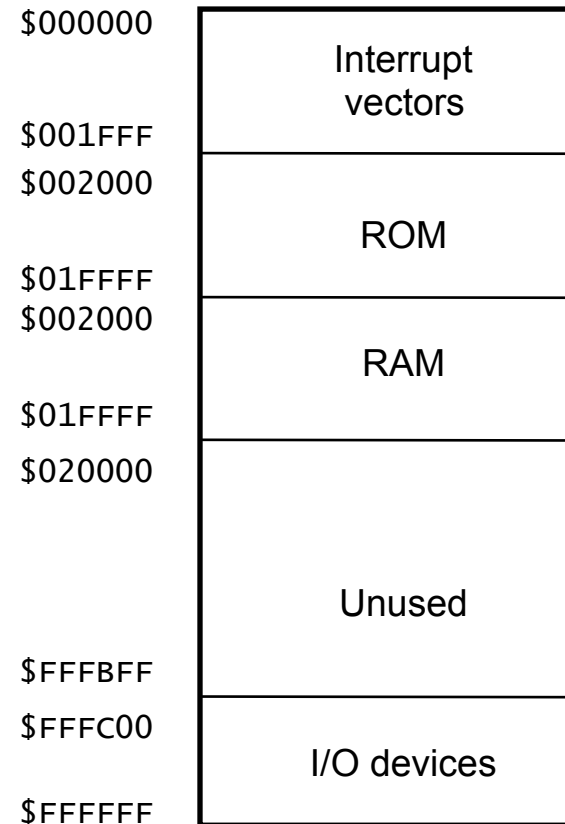 $000000
Interrupt
vectors
$001FFF
$002000
ROM
$01FFFF
$002000
RAM
$01FFFF
$020000
Unused
$FFFBFF
$FFFC00
I/O devices
$FFFFFF